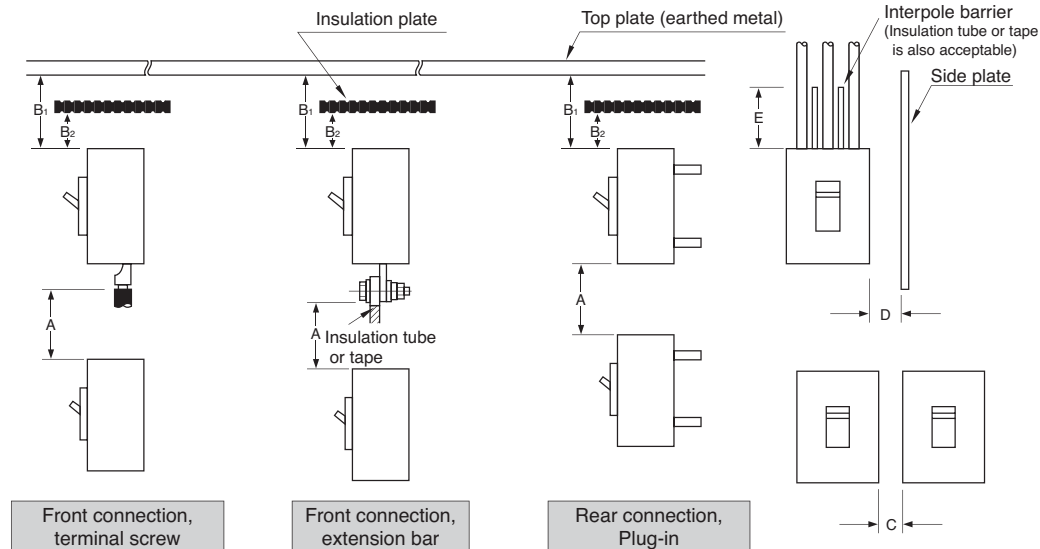 Insulation plate
Top plate (earthed metal)
Interpole barrier
(Insulation tube or tape
is also acceptable)
Side plate
B1
B2
B1
B2
B1
B2
E
A
A
Insulation tube
or tape
A
D
C
Front connection,
terminal screw
Front connection,
extension bar
Rear connection,
Plug-in